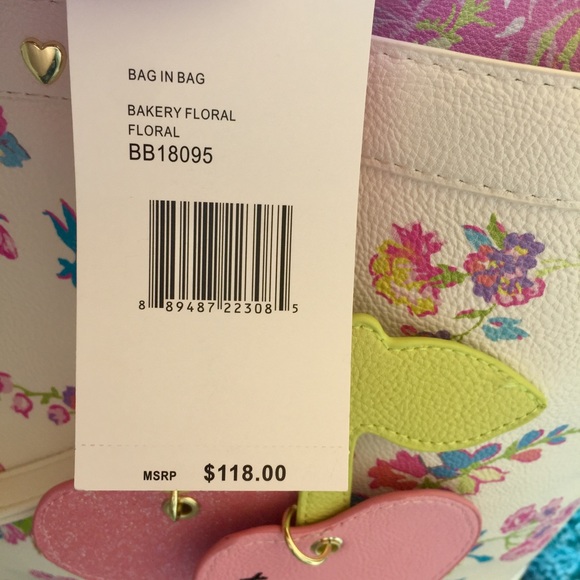 BAG IN BAG
BAKERY FLORAL
FLORAL
BB18095
8 89487 22308 5
MSRP $118.00